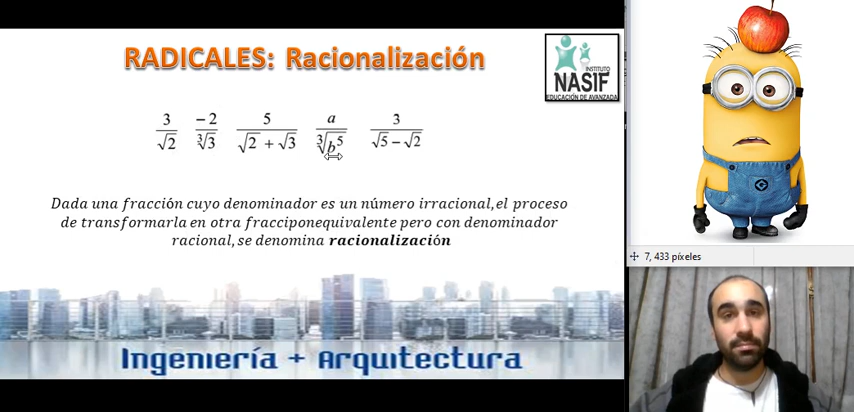 RADICALES: Racionalización
INSTITUTO
NASIF
EDUCACIÓN DE AVANZADA
3/√2 -2/∛3 5/(√2 + √3) a/∛b⁵ 3/(√5 − √2)
Dada una fracción cuyo denominador es un número irracional, el proceso
de transformarla en otra fracciponequivalente pero con denominador
racional, se denomina racionalización
Ingeniería + Arquitectura
7, 433 píxeles